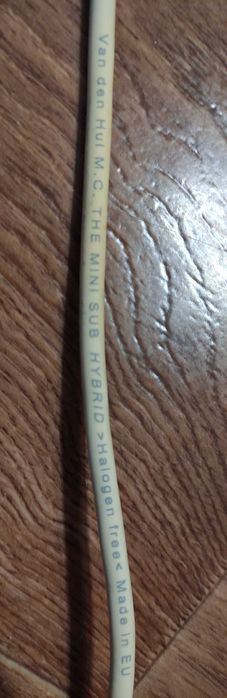 Van den Hul M.C. THE MINI SUB HYBRID >Halogen free< Made in EU